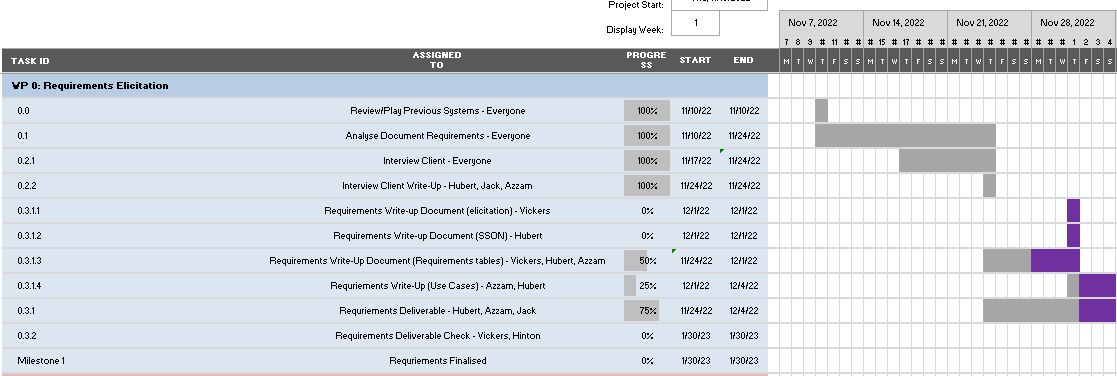 Project Start:
Display Week: 1
Nov 7, 2022 Nov 14, 2022 Nov 21, 2022 Nov 28, 2022
7 8 9 # # # # # 15 # 17 # # # # # # # # # # # # # 1 2 3 4
TASK ID ASSIGNED TO PROGRE SS START END M T W T F S S M T W T F S S M T W T F S S M T W T F S S
WP 0: Requirements Elicitation
0.0 Review/Play Previous Systems - Everyone 100% 11/10/22 11/10/22
0.1 Analyse Document Requirements - Everyone 100% 11/10/22 11/24/22
0.2.1 Interview Client - Everyone 100% 11/17/22 11/24/22
0.2.2 Interview Client Write-Up - Hubert, Jack, Azzam 100% 11/24/22 11/24/22
0.3.1.1 Requirements Write-up Document (elicitation) - Vickers 0% 12/1/22 12/1/22
0.3.1.2 Requirements Write-up Document (SSON) - Hubert 0% 12/1/22 12/1/22
0.3.1.3 Requirements Write-Up Document (Requirements tables) - Vickers, Hubert, Azzam 50% 11/24/22 12/1/22
0.3.1.4 Requriements Write-Up (Use Cases) - Azzam, Hubert 25% 12/1/22 12/4/22
0.3.1 Requriements Deliverable - Hubert, Azzam, Jack 75% 11/24/22 12/4/22
0.3.2 Requirements Deliverable Check - Vickers, Hinton 0% 1/30/23 1/30/23
Milestone 1 Requriements Finalised 0% 1/30/23 1/30/23